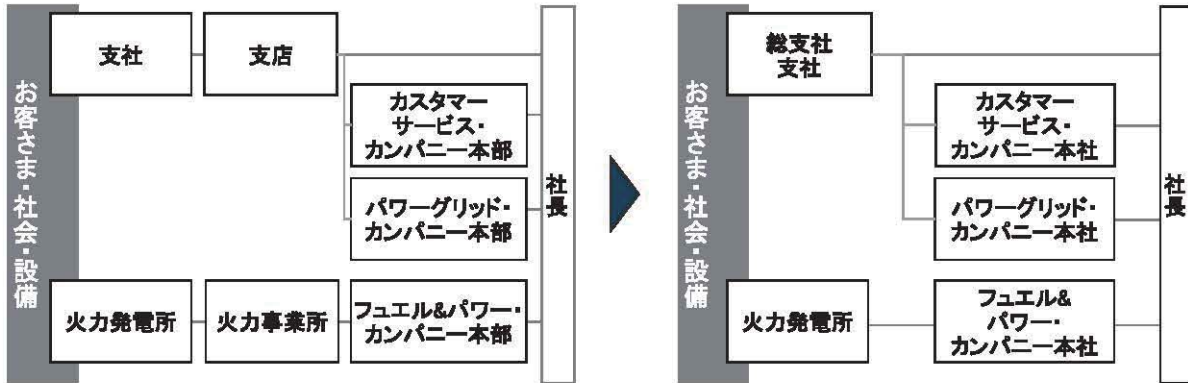 お客さま・社会・設備
支社
支店
カスタマー
サービス・
カンパニー本部
パワーグリッド・
カンパニー本部
火力発電所
火力事業所
フュエル&パワー・
カンパニー本部
社長
お客さま・社会・設備
総支社
支社
カスタマー
サービス・
カンパニー本社
パワーグリッド・
カンパニー本社
火力発電所
フュエル&
パワー・
カンパニー本社
社長